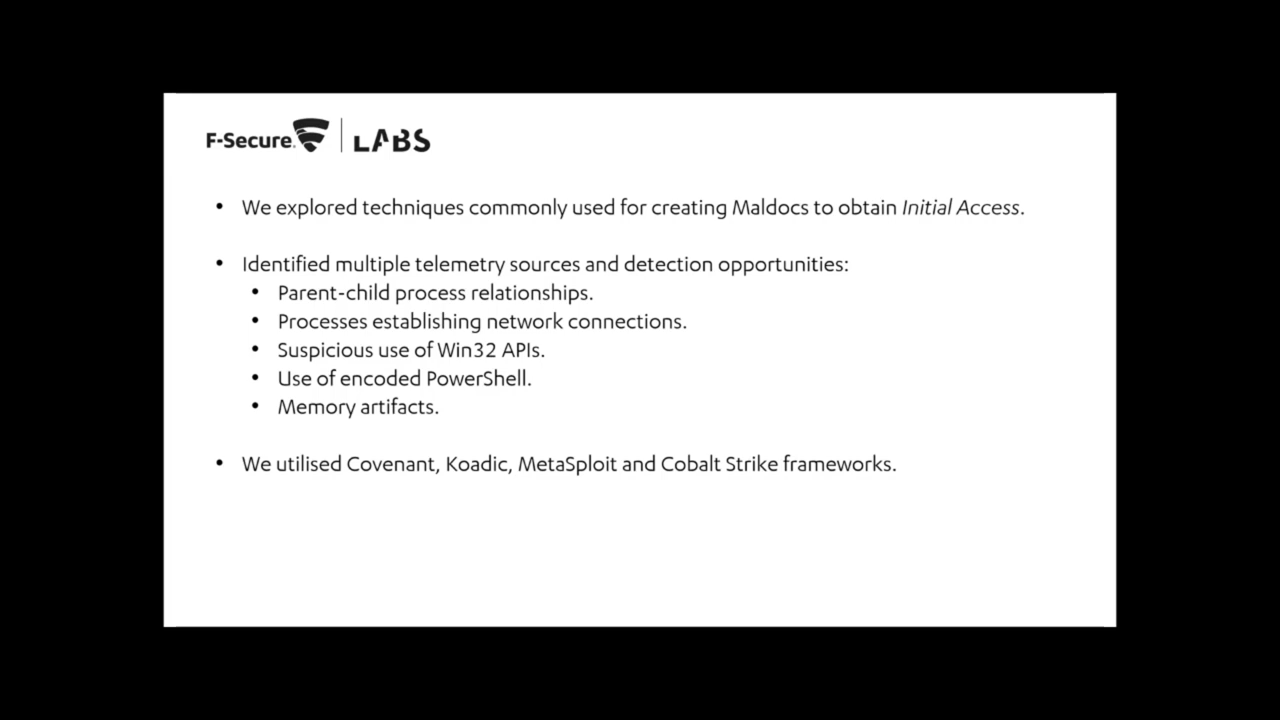 F-Secure. | LABS
• We explored techniques commonly used for creating Maldocs to obtain Initial Access.
• Identified multiple telemetry sources and detection opportunities:
• Parent-child process relationships.
• Processes establishing network connections.
• Suspicious use of Win32 APIs.
• Use of encoded PowerShell.
• Memory artifacts.
• We utilised Covenant, Koadic, MetaSploit and Cobalt Strike frameworks.